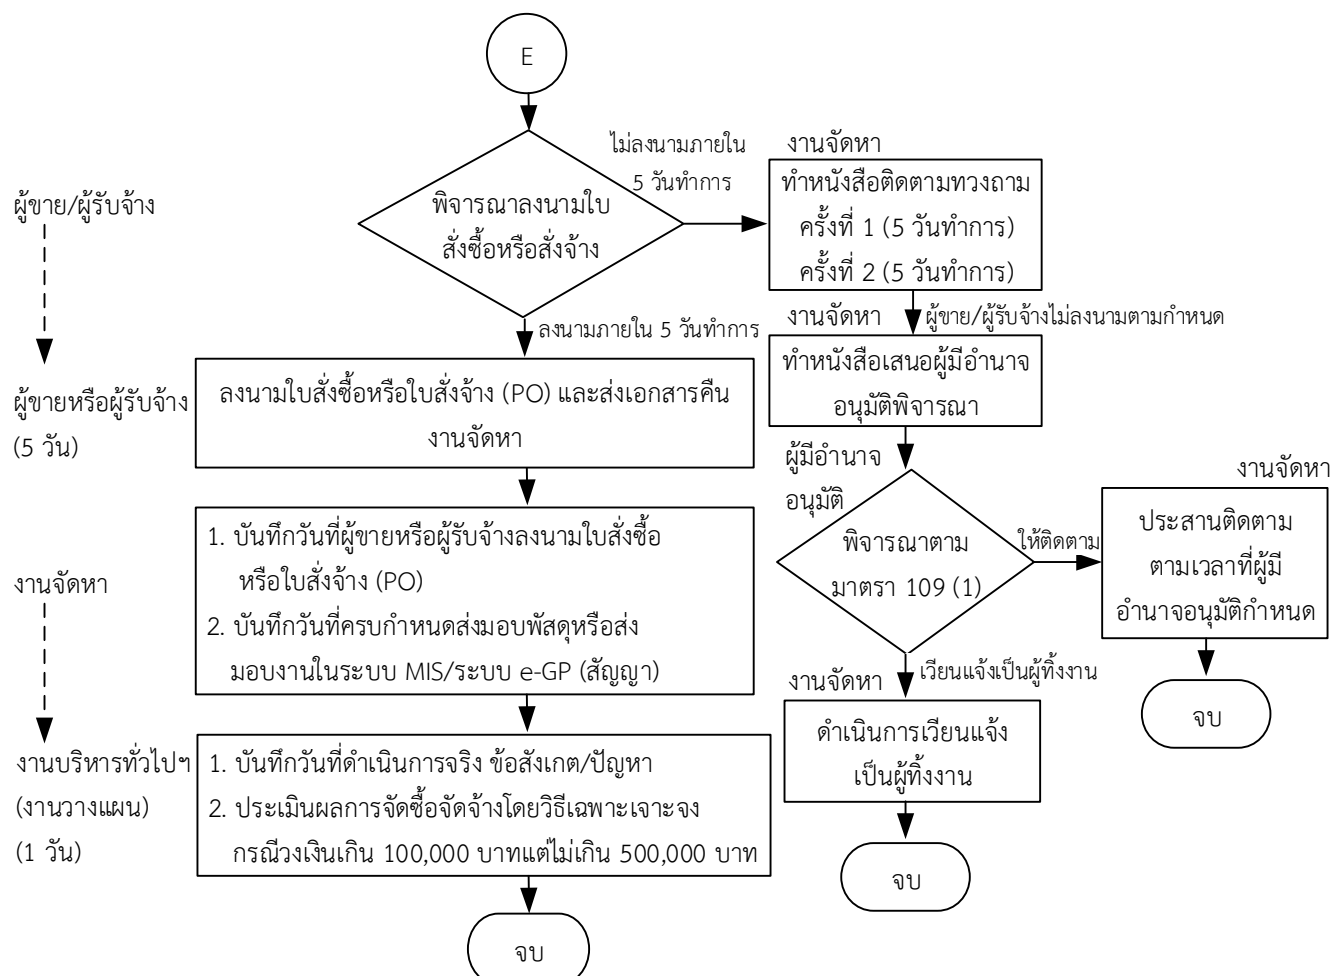 E
ไม่ลงนามภายใน
5 วันทำการ
งานจัดหา
ทำหนังสือติดตามทวงถาม
ครั้งที่ 1 (5 วันทำการ)
ครั้งที่ 2 (5 วันทำการ)
ผู้ขาย/ผู้รับจ้าง
พิจารณาลงนามใบ
สั่งซื้อหรือสั่งจ้าง
ลงนามภายใน 5 วันทำการ
งานจัดหา
ผู้ขาย/ผู้รับจ้างไม่ลงนามตามกำหนด
ทำหนังสือเสนอผู้มีอำนาจ
อนุมัติพิจารณา
ผู้ขายหรือผู้รับจ้าง
(5 วัน)
ลงนามใบสั่งซื้อหรือใบสั่งจ้าง (PO) และส่งเอกสารคืน
งานจัดหา
ผู้มีอำนาจ
อนุมัติ
พิจารณาตาม
มาตรา 109 (1)
ให้ติดตาม
งานจัดหา
ประสานติดตาม
ตามเวลาที่ผู้มี
อำนาจอนุมัติกำหนด
จบ
งานจัดหา
1. บันทึกวันที่ผู้ขายหรือผู้รับจ้างลงนามใบสั่งซื้อ
หรือใบสั่งจ้าง (PO)
2. บันทึกวันที่ครบกำหนดส่งมอบพัสดุหรือส่ง
มอบงานในระบบ MIS/ระบบ e-GP (สัญญา)
งานจัดหา
เวียนแจ้งเป็นผู้ทิ้งงาน
ดำเนินการเวียนแจ้ง
เป็นผู้ทิ้งงาน
จบ
งานบริหารทั่วไปฯ
(งานวางแผน)
(1 วัน)
1. บันทึกวันที่ดำเนินการจริง ข้อสังเกต/ปัญหา
2. ประเมินผลการจัดซื้อจัดจ้างโดยวิธีเฉพาะเจาะจง
กรณีวงเงินเกิน 100,000 บาทแต่ไม่เกิน 500,000 บาท
จบ